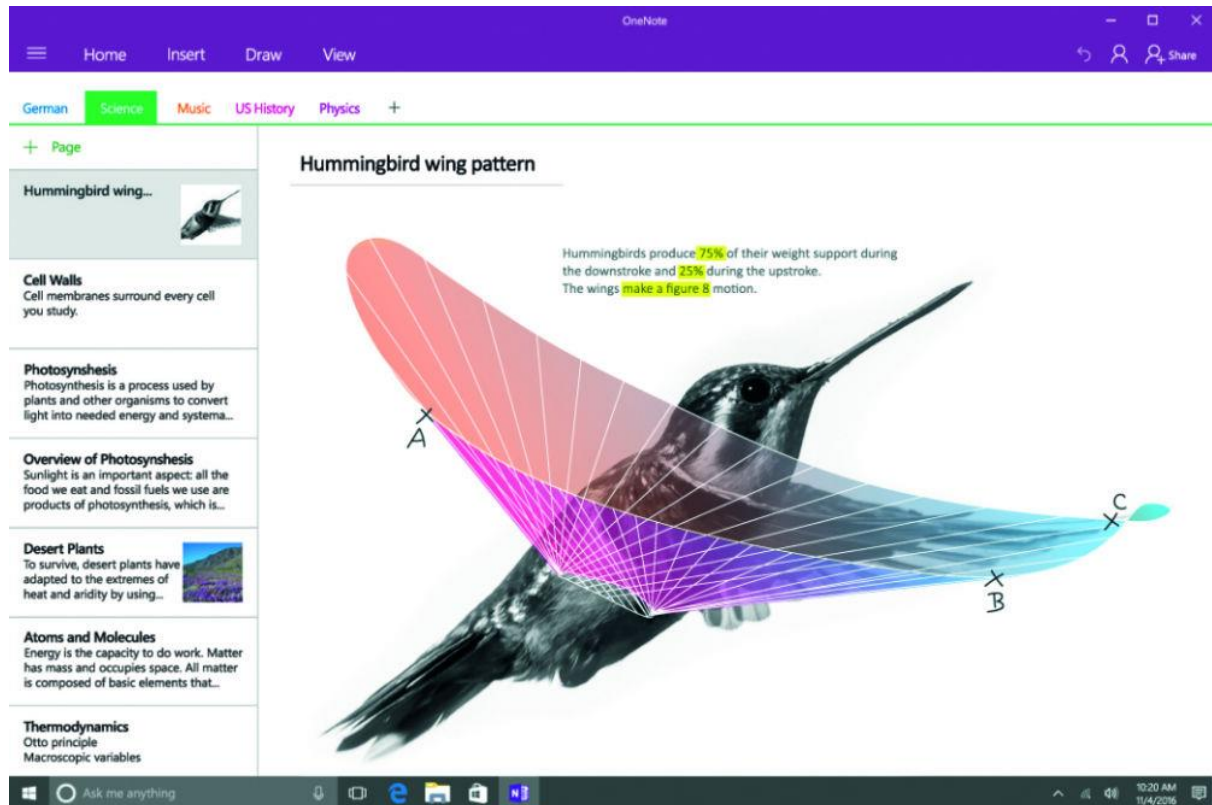 OneNote
Home Insert Draw View
Share
German Science Music US History Physics +
+ Page
Hummingbird wing...
Cell Walls
Cell membranes surround every cell
you study.
Photosynshesis
Photosynthesis is a process used by
plants and other organisms to convert
light into needed energy and systema...
Overview of Photosynshesis
Sunlight is an important aspect: all the
food we eat and fossil fuels we use are
products of photosynthesis, which is...
Desert Plants
To survive, desert plants have
adapted to the extremes of
heat and aridity by using...
Atoms and Molecules
Energy is the capacity to do work. Matter
has mass and occupies space. All matter
is composed of basic elements that...
Thermodynamics
Otto principle
Macroscopic variables
Hummingbird wing pattern
Hummingbirds produce 75% of their weight support during
the downstroke and 25% during the upstroke.
The wings make a figure 8 motion.
A
C
B
Ask me anything
N
10:20 AM
11/4/2016